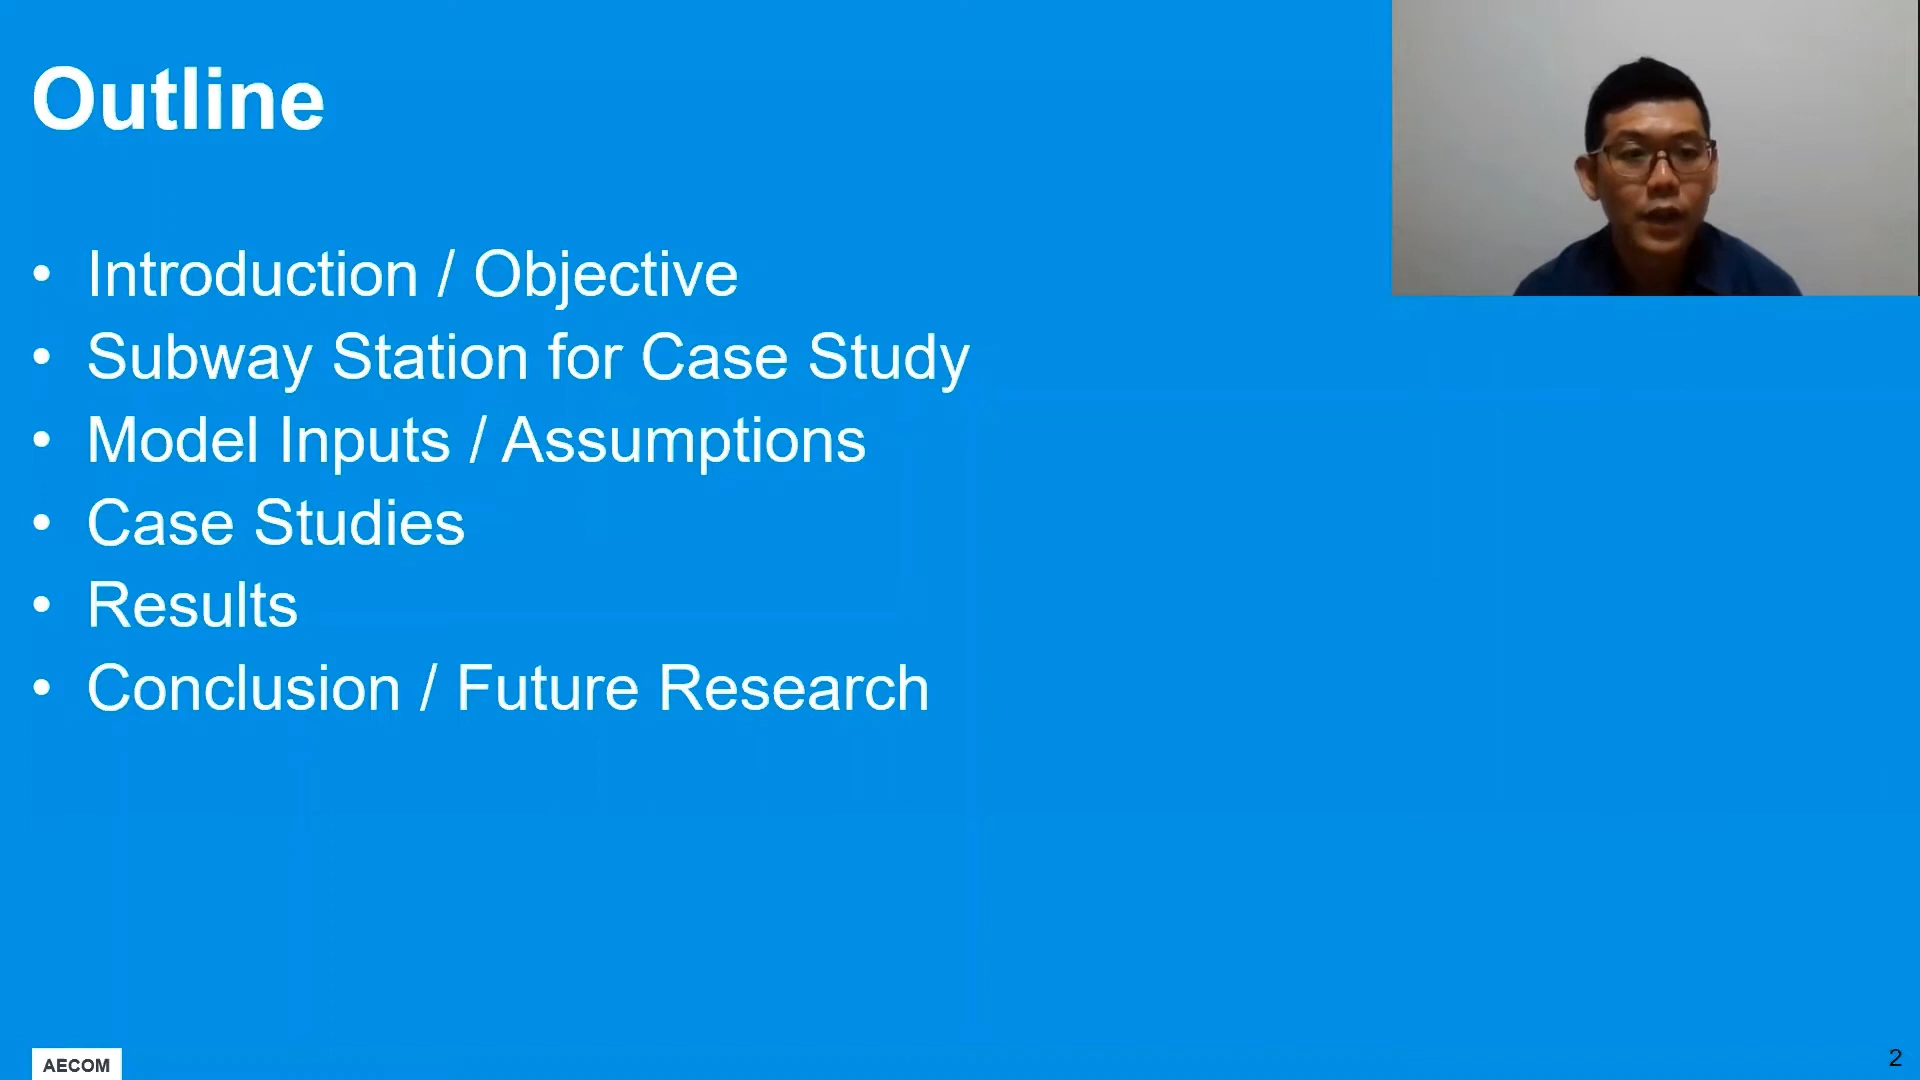 Outline
• Introduction / Objective
• Subway Station for Case Study
• Model Inputs / Assumptions
• Case Studies
• Results
• Conclusion / Future Research
AECOM
2